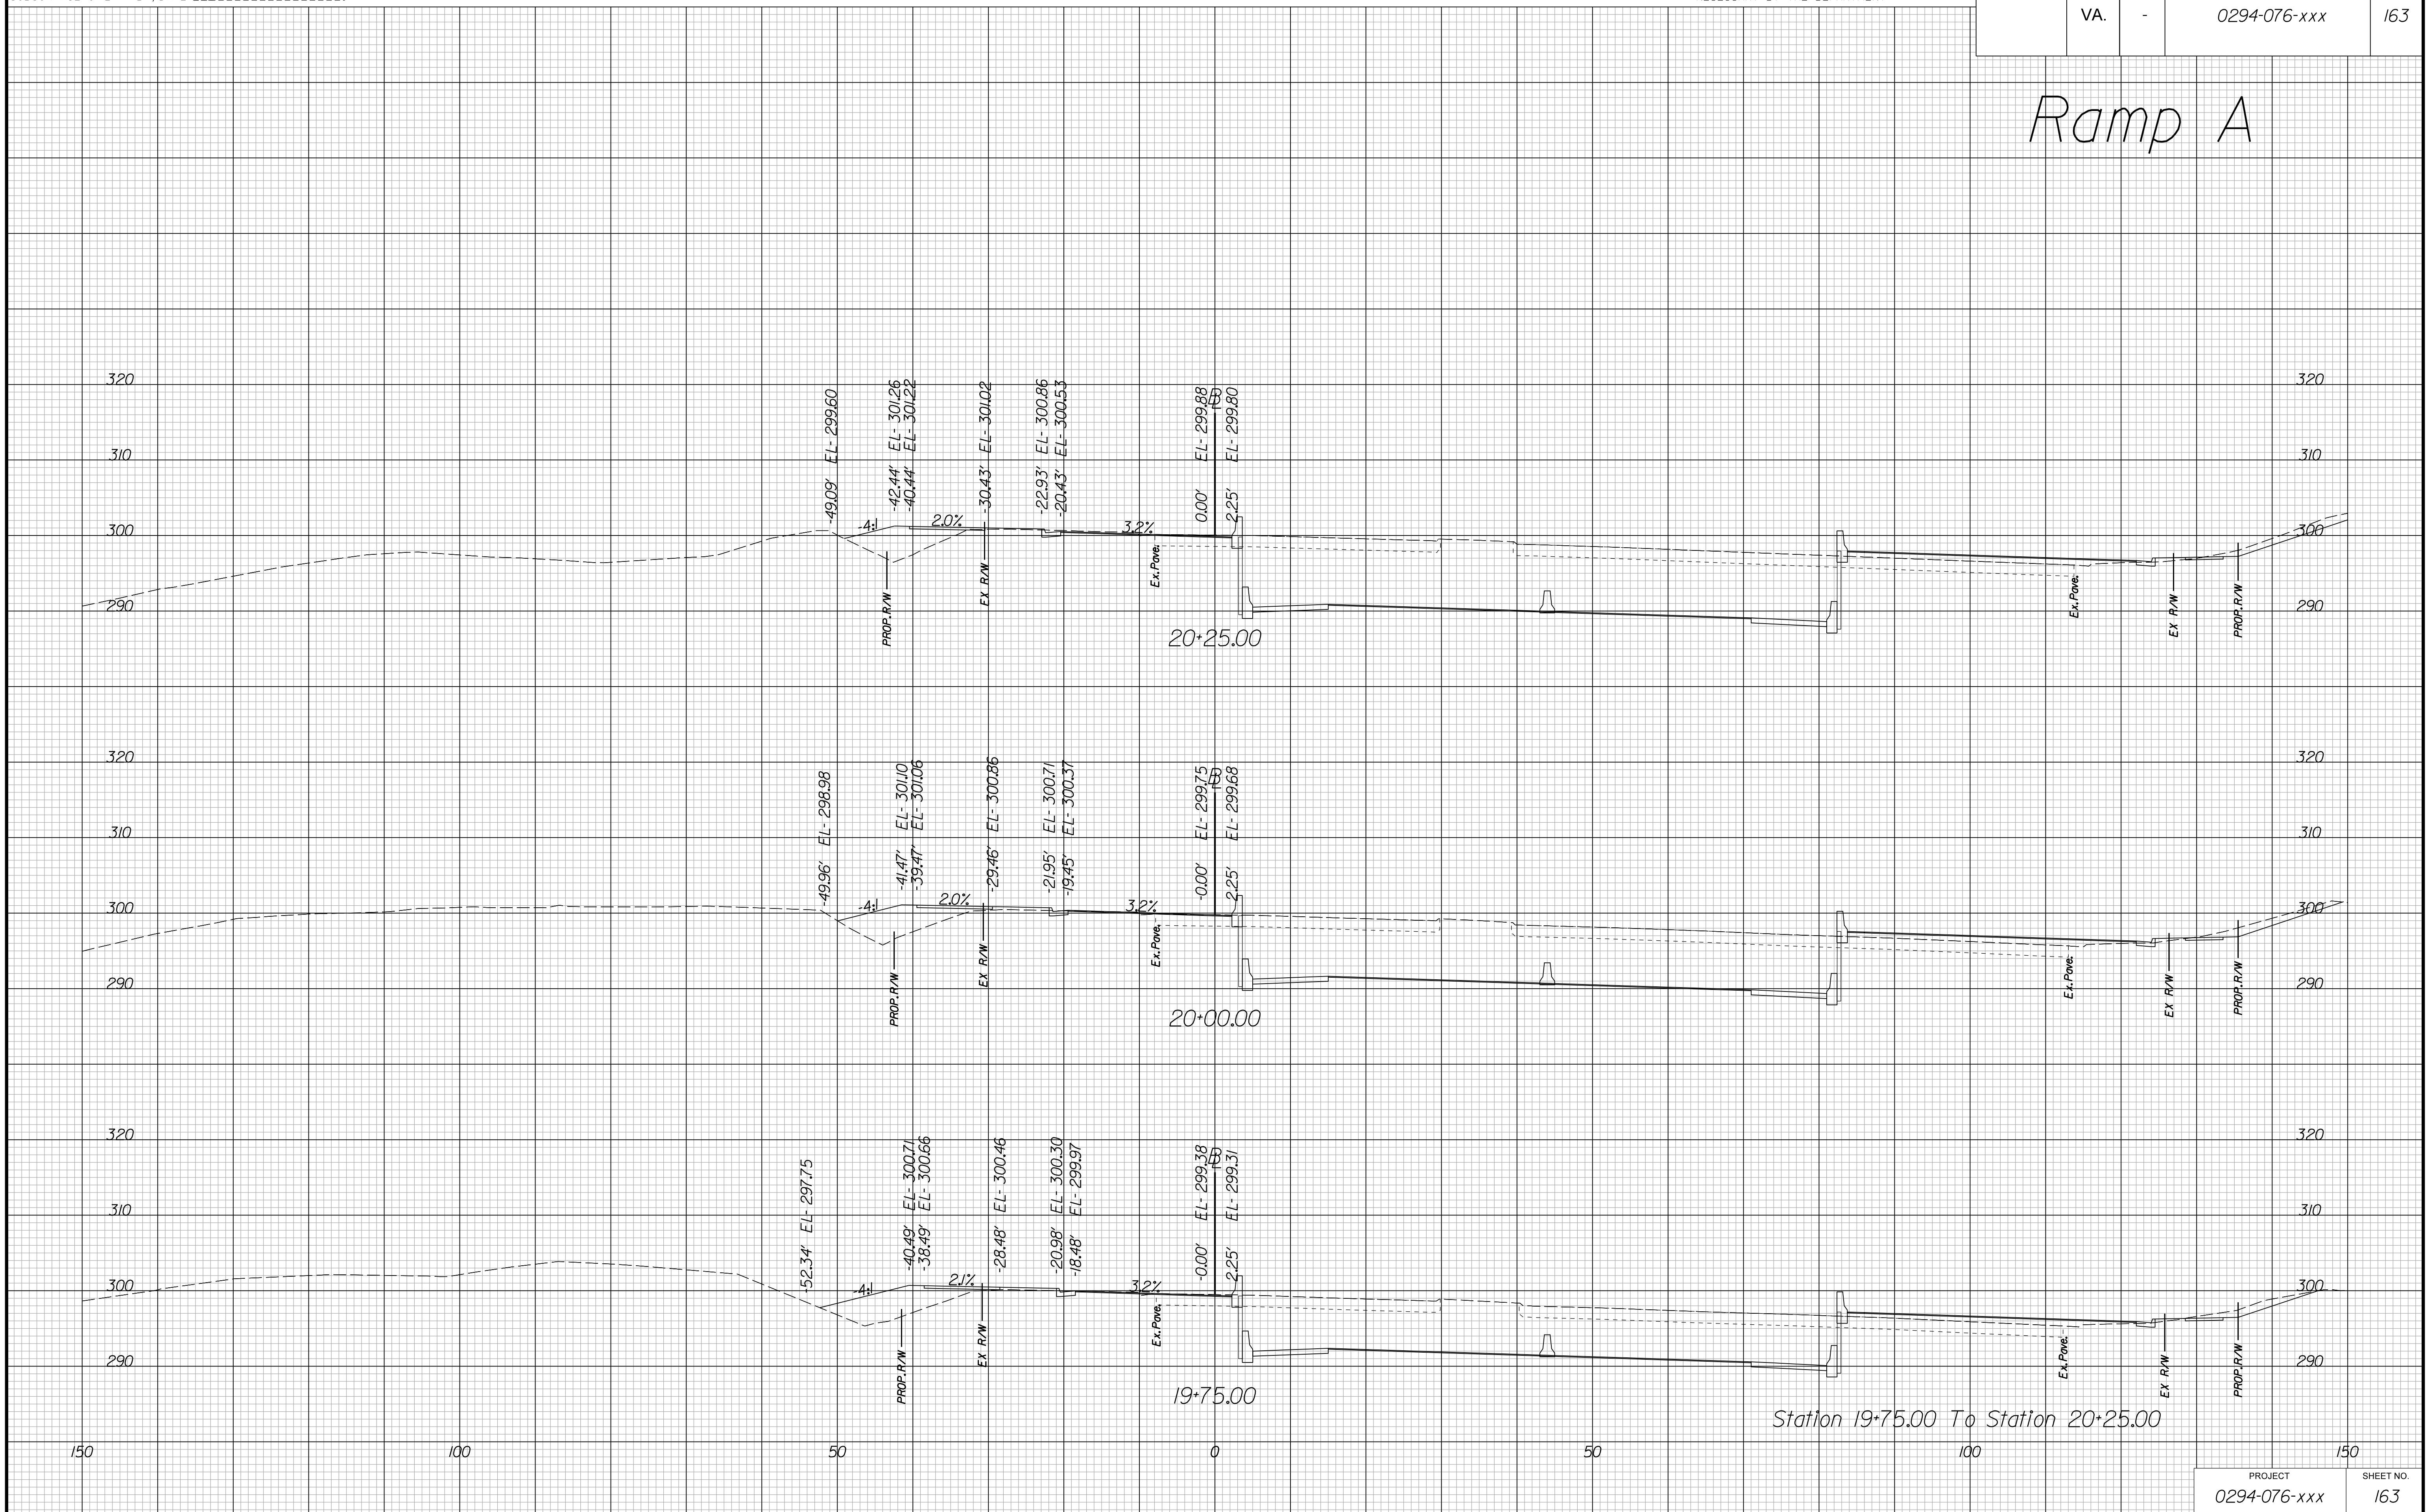 VA. - 0294-076-xxx 163
Ramp A
320 320
310 310
300 300
290 290
-49.09' EL- 299.60
-42.44' EL- 301.26
-40.44' EL- 301.22
-30.43' EL- 301.02
-22.93' EL- 300.86
-20.43' EL- 300.53
0.00' EL- 299.88
BL
2.25' EL- 299.80
-4:1
2.0%
3.2%
PROP.R/W
EX R/W
Ex.Pave.
Ex.Pave.
EX R/W
PROP.R/W
20+25.00
320 320
310 310
300 300
290 290
-49.96' EL- 298.98
-41.47' EL- 301.10
-39.47' EL- 301.06
-29.46' EL- 300.86
-21.95' EL- 300.71
-19.45' EL- 300.37
-0.00' EL- 299.75
BL
2.25' EL- 299.68
-4:1
2.0%
3.2%
PROP.R/W
EX R/W
Ex.Pave.
Ex.Pave.
EX R/W
PROP.R/W
20+00.00
320 320
310 310
300 300
290 290
-52.34' EL- 297.75
-40.49' EL- 300.71
-38.49' EL- 300.66
-28.48' EL- 300.46
-20.98' EL- 300.30
-18.48' EL- 299.97
-0.00' EL- 299.38
BL
2.25' EL- 299.31
-4:1
2.1%
3.2%
PROP.R/W
EX R/W
Ex.Pave.
Ex.Pave.
EX R/W
PROP.R/W
19+75.00
Station 19+75.00 To Station 20+25.00
150 100 50 0 50 100 150
PROJECT SHEET NO.
0294-076-xxx 163